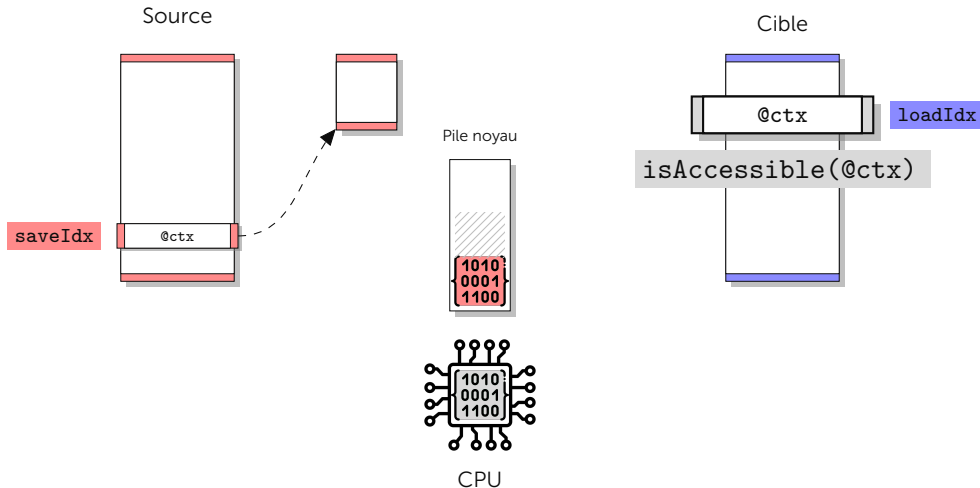 Source
Cible
@ctx
loadIdx
Pile noyau
isAccessible(@ctx)
saveIdx
@ctx
1010
0001
1100
1010
0001
1100
CPU